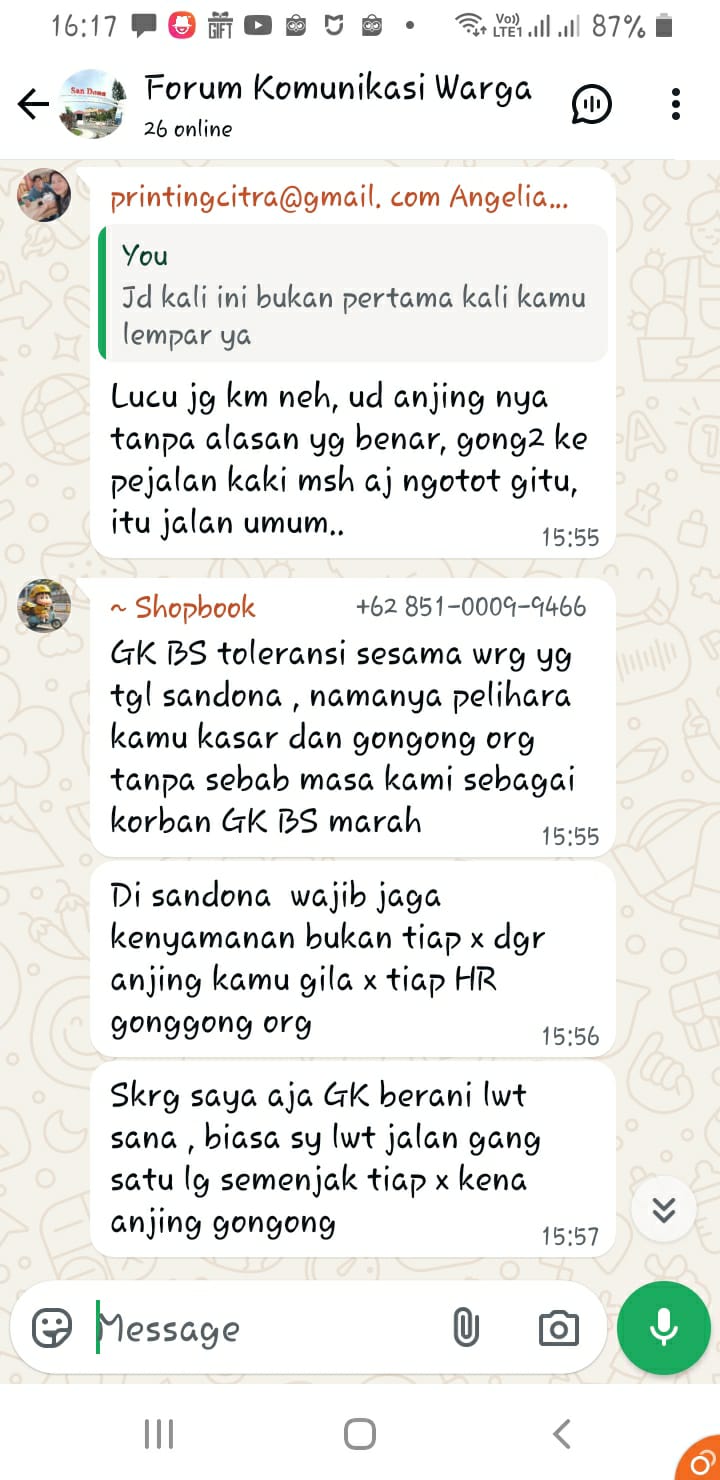 16:17
GIFT
Vo)) LTE1
87%
San Dona
Forum Komunikasi Warga
26 online
printingcitra@gmail. com Angelia...
You
Jd kali ini bukan pertama kali kamu
lempar ya
Lucu jg km neh, ud anjing nya
tanpa alasan yg benar, gong2 ke
pejalan kaki msh aj ngotot gitu,
itu jalan umum..
15:55
~ Shopbook
+62 851-0009-9466
GK BS toleransi sesama wrg yg
tgl sandona , namanya pelihara
kamu kasar dan gongong org
tanpa sebab masa kami sebagai
korban GK BS marah
15:55
Di sandona wajib jaga
kenyamanan bukan tiap x dgr
anjing kamu gila x tiap HR
gonggong org
15:56
Skrg saya aja GK berani lwt
sana , biasa sy lwt jalan gang
satu lg semenjak tiap x kena
anjing gongong
15:57
Message